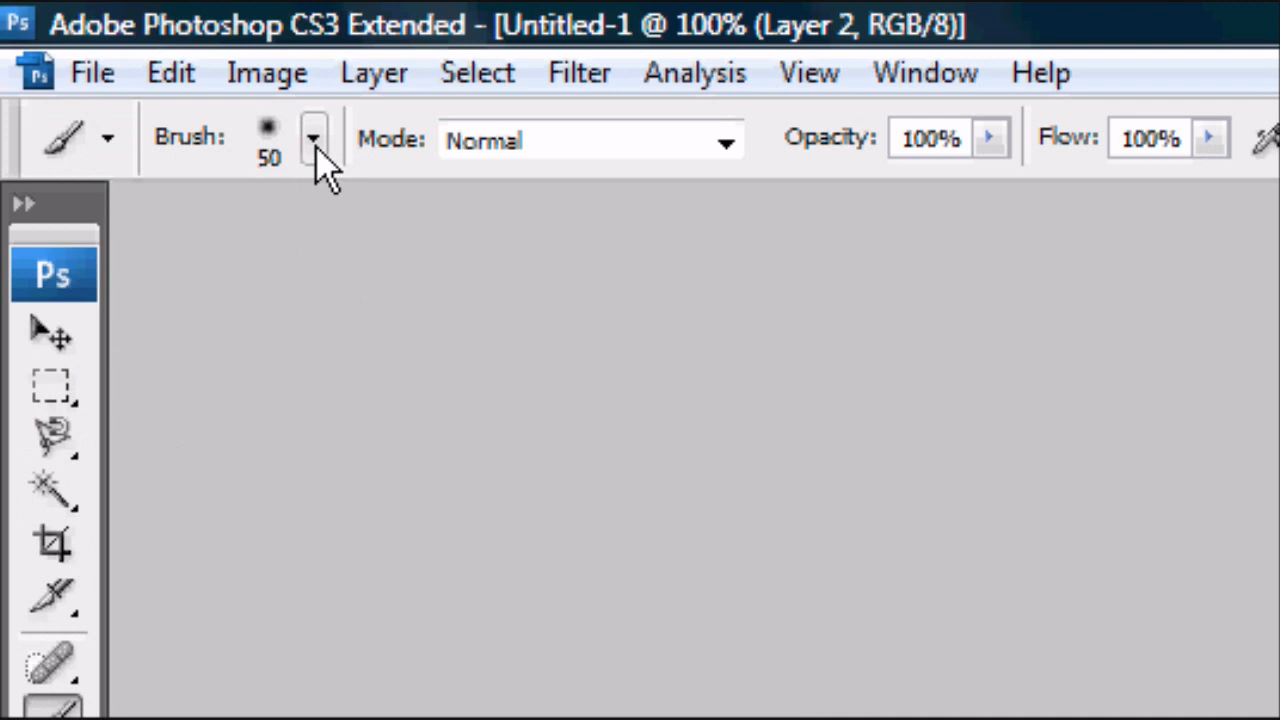 Ps Adobe Photoshop CS3 Extended - [Untitled-1 @ 100% (Layer 2, RGB/8)]
Ps File Edit Image Layer Select Filter Analysis View Window Help
Brush: 50 Mode: Normal Opacity: 100% Flow: 100%
Ps